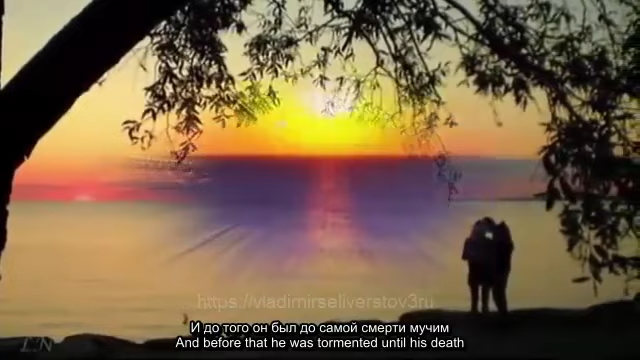 https://vladimirseliverstov3ru.
И до того он был до самой смерти мучим
And before that he was tormented until his death